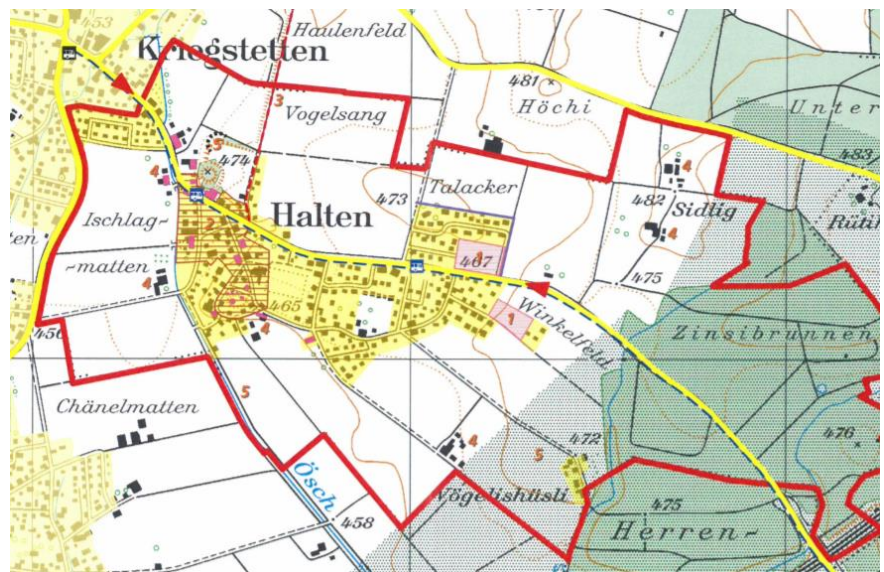 453
Kriegstetten
Haulenfeld
481
Höchi
Unter
3
Vogelsang
483
5
474
4
4
473
Talacker
482
Sidlig
Rüti
Ischlag~
2
Halten
4
4
467
~matten
475
4
465
Winkelfeld
1
Zinsibrunnen
456
4
Chänelmatten
5
4
476
472
5
Ösch
Vögelishüsli
475
458
Herren~